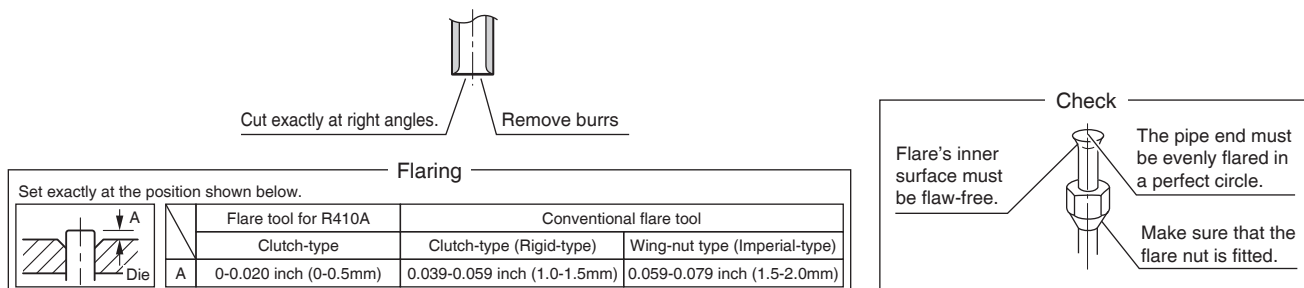 Cut exactly at right angles.
Remove burrs
Flaring
Set exactly at the position shown below.
A
Die
Flare tool for R410A
Conventional flare tool
Clutch-type
Clutch-type (Rigid-type)
Wing-nut type (Imperial-type)
A
0-0.020 inch (0-0.5mm)
0.039-0.059 inch (1.0-1.5mm)
0.059-0.079 inch (1.5-2.0mm)
Check
Flare's inner
surface must
be flaw-free.
The pipe end must
be evenly flared in
a perfect circle.
Make sure that the
flare nut is fitted.